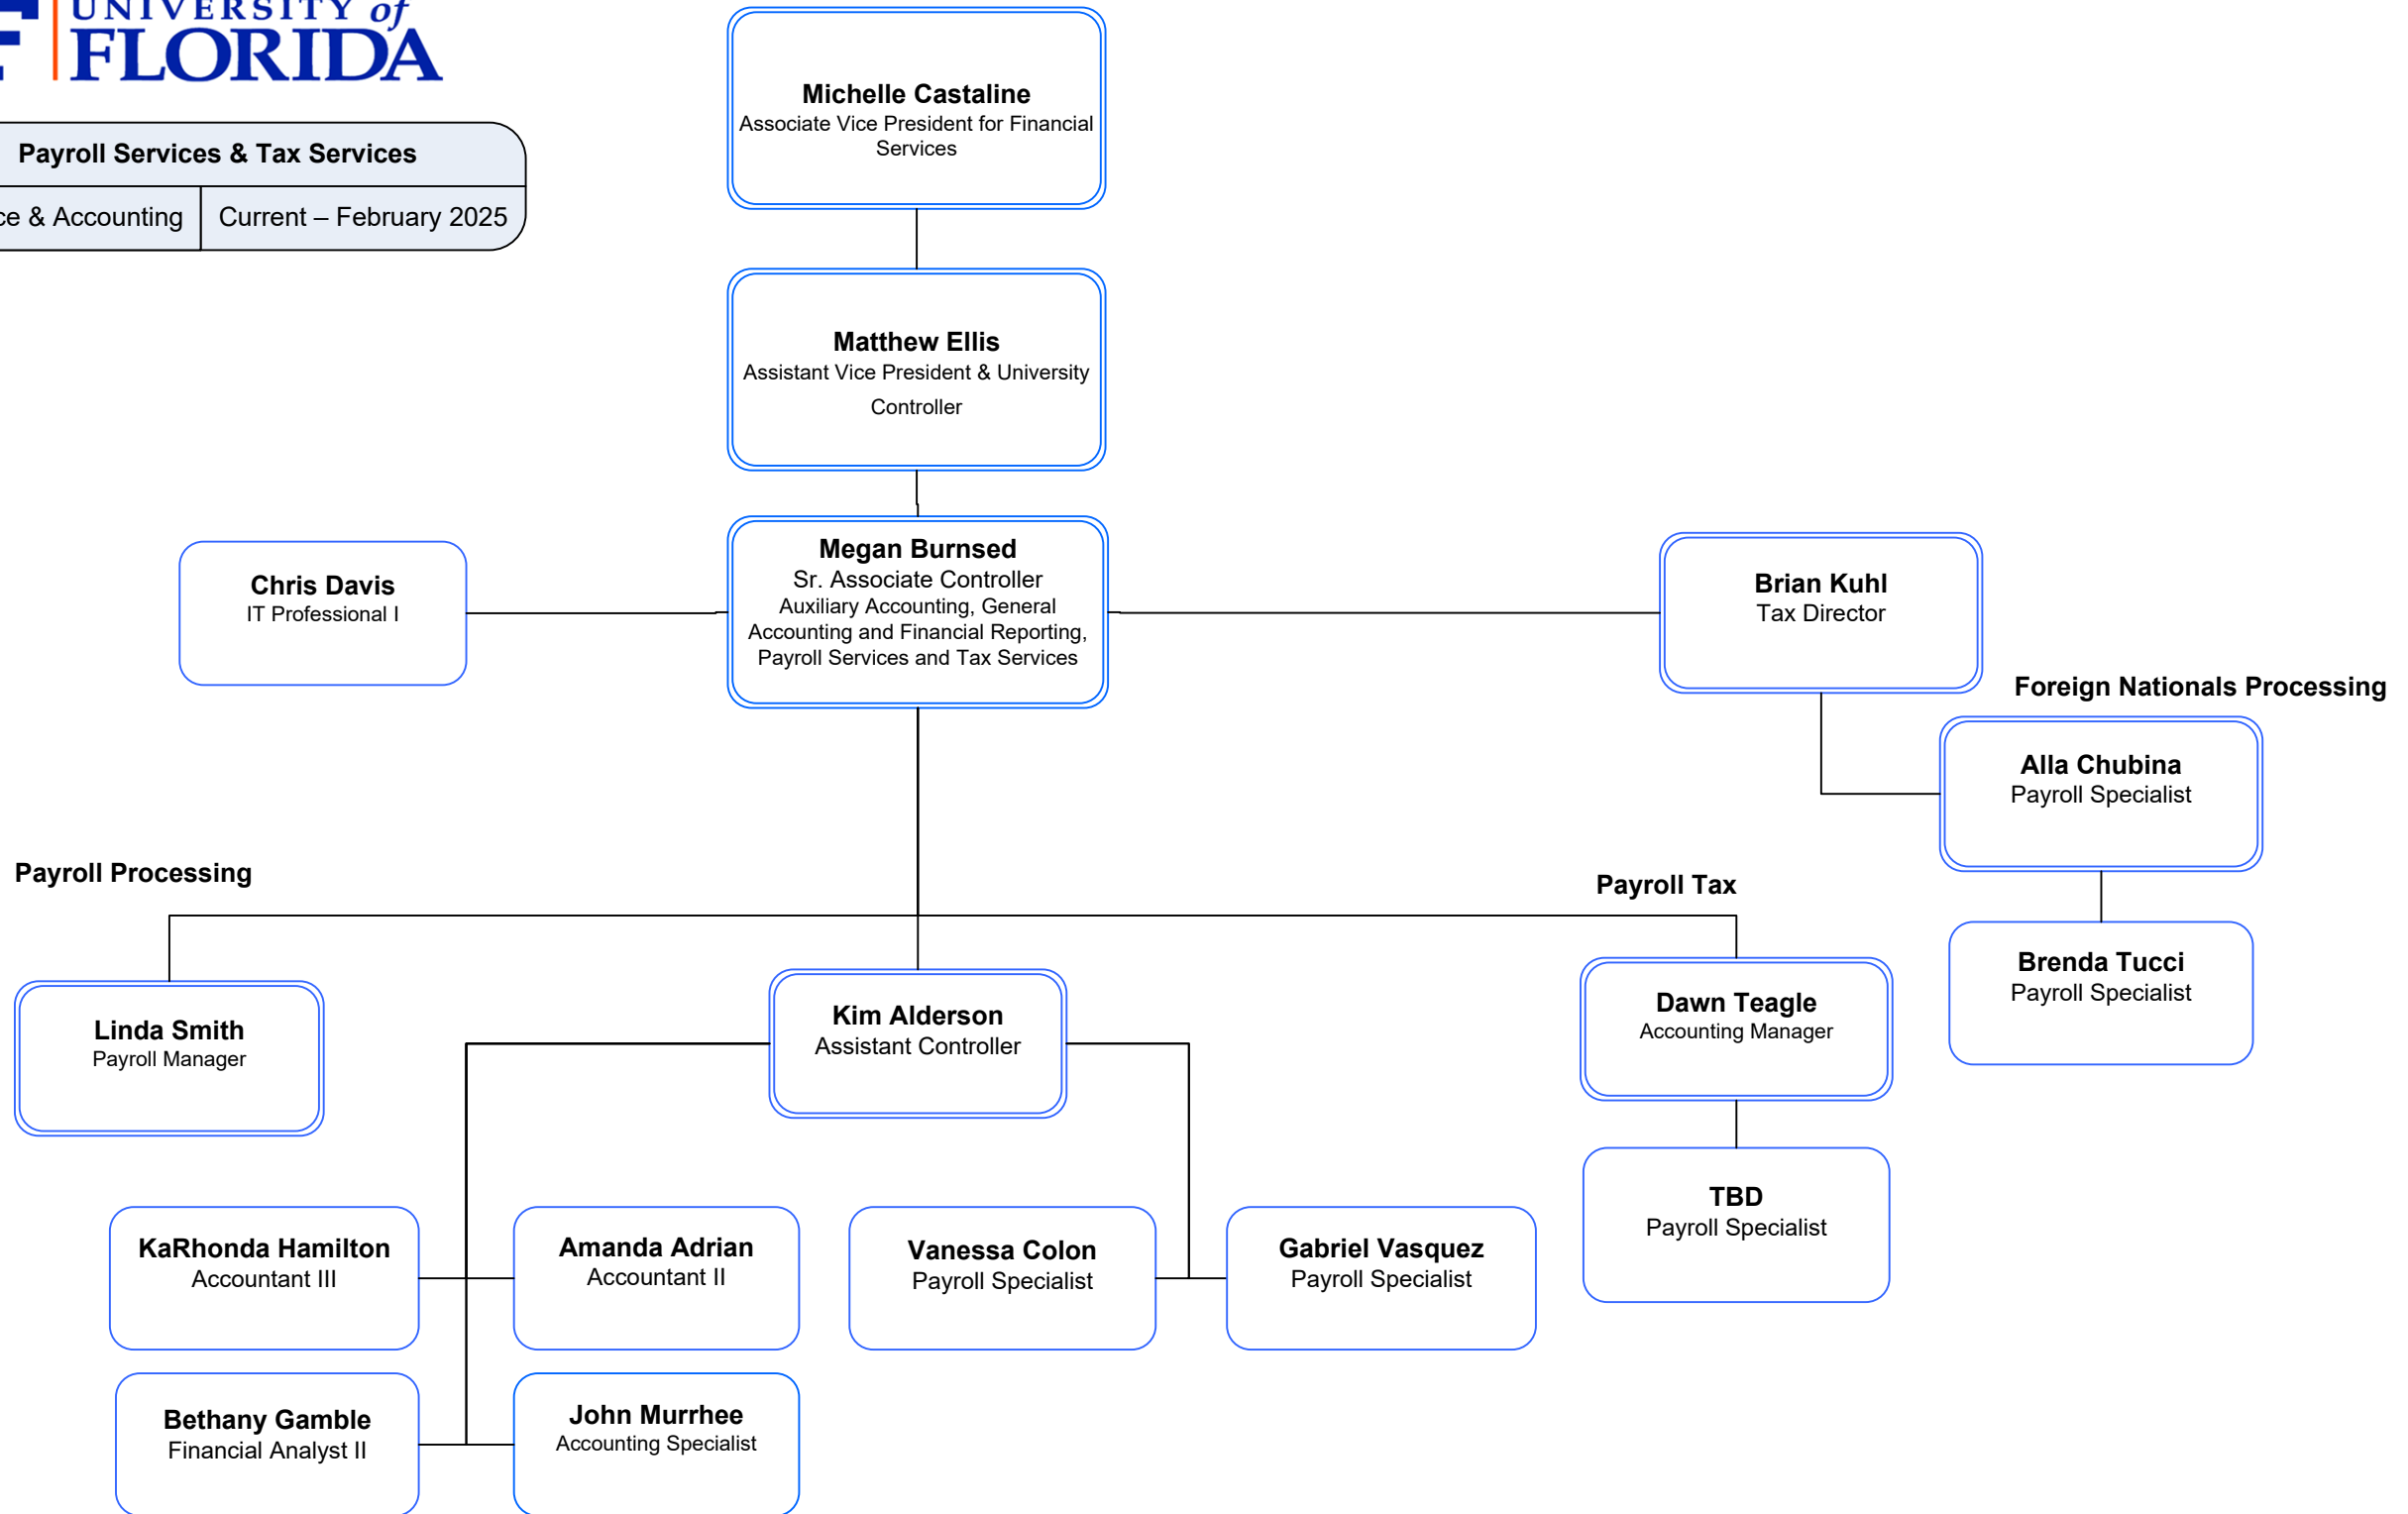 UNIVERSITY of
FLORIDA
Payroll Services & Tax Services
& Accounting
Current – February 2025
Michelle Castaline
Associate Vice President for Financial
Services
Matthew Ellis
Assistant Vice President & University
Controller
Chris Davis
IT Professional I
Megan Burnsed
Sr. Associate Controller
Auxiliary Accounting, General
Accounting and Financial Reporting,
Payroll Services and Tax Services
Brian Kuhl
Tax Director
Foreign Nationals Processing
Alla Chubina
Payroll Specialist
Brenda Tucci
Payroll Specialist
Payroll Processing
Payroll Tax
Linda Smith
Payroll Manager
Kim Alderson
Assistant Controller
Dawn Teagle
Accounting Manager
TBD
Payroll Specialist
KaRhonda Hamilton
Accountant III
Amanda Adrian
Accountant II
Vanessa Colon
Payroll Specialist
Gabriel Vasquez
Payroll Specialist
Bethany Gamble
Financial Analyst II
John Murrhee
Accounting Specialist